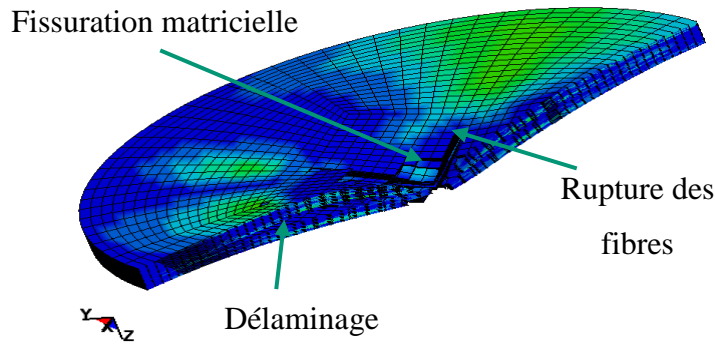 Fissuration matricielle
Rupture des
fibres
Délaminage
Y
X
Z